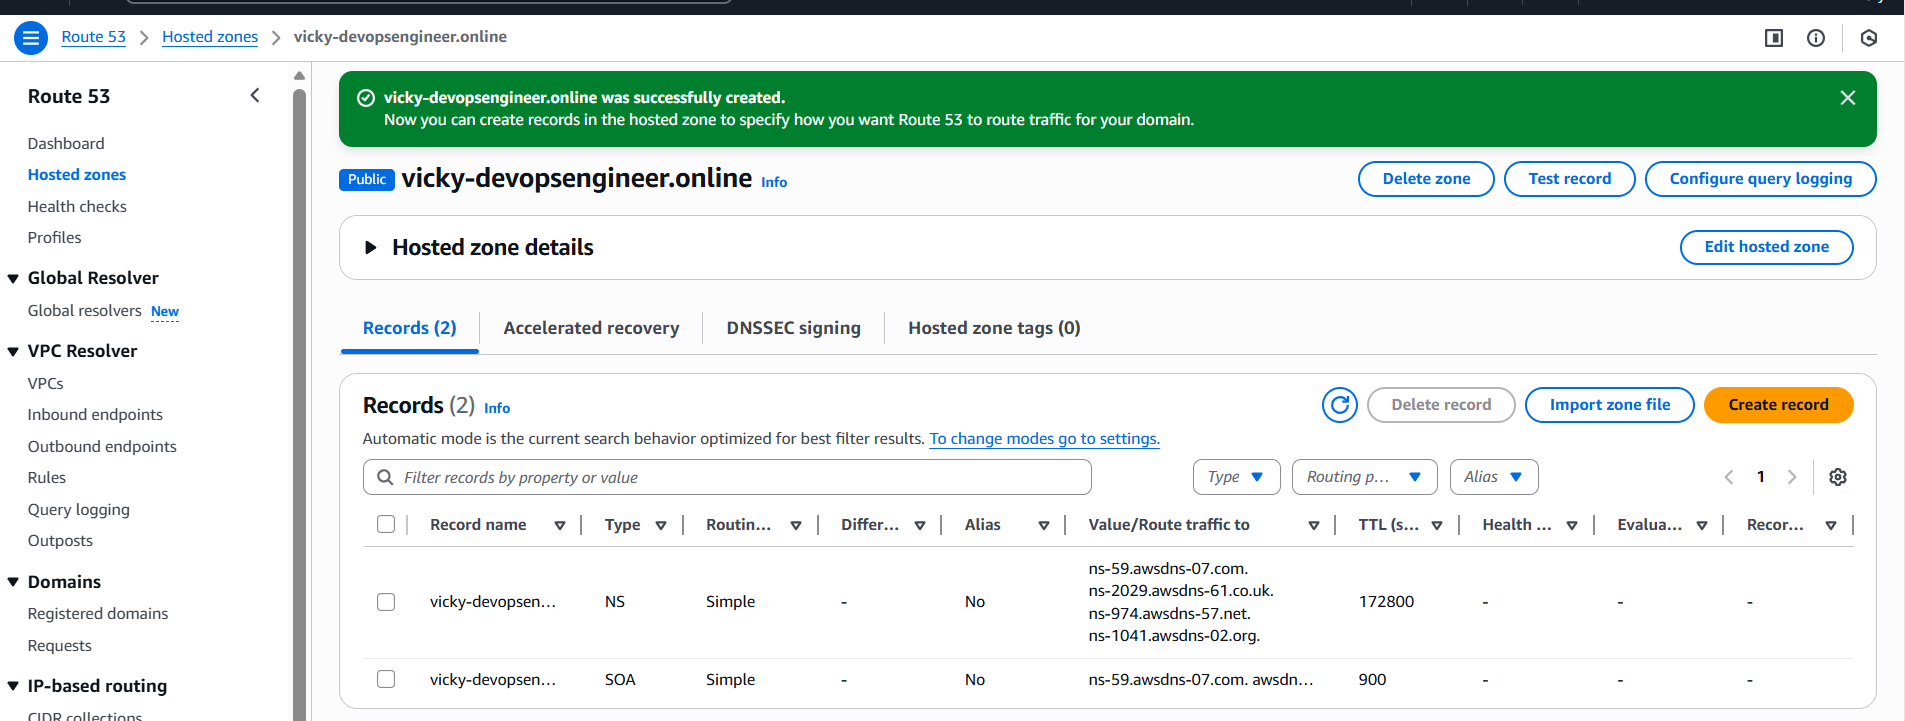 Route 53
Hosted zones
vicky-devopsengineer.online
Route 53
Dashboard
Hosted zones
Health checks
Profiles
Global Resolver
Global resolvers New
VPC Resolver
VPCs
Inbound endpoints
Outbound endpoints
Rules
Query logging
Outposts
Domains
Registered domains
Requests
IP-based routing
CIDR collections
vicky-devopsengineer.online was successfully created.
Now you can create records in the hosted zone to specify how you want Route 53 to route traffic for your domain.
Public vicky-devopsengineer.online Info
Delete zone
Test record
Configure query logging
Hosted zone details
Edit hosted zone
Records (2)
Accelerated recovery
DNSSEC signing
Hosted zone tags (0)
Records (2) Info
Delete record
Import zone file
Create record
Automatic mode is the current search behavior optimized for best filter results. To change modes go to settings.
Filter records by property or value
Type
Routing p...
Alias
1
Record name Type Routin... Differ... Alias Value/Route traffic to TTL (s... Health ... Evalua... Recor...
vicky-devopsen... NS Simple - No
ns-59.awsdns-07.com.
ns-2029.awsdns-61.co.uk.
ns-974.awsdns-57.net.
ns-1041.awsdns-02.org.
172800 - - -
vicky-devopsen... SOA Simple - No ns-59.awsdns-07.com. awsdn... 900 - - -